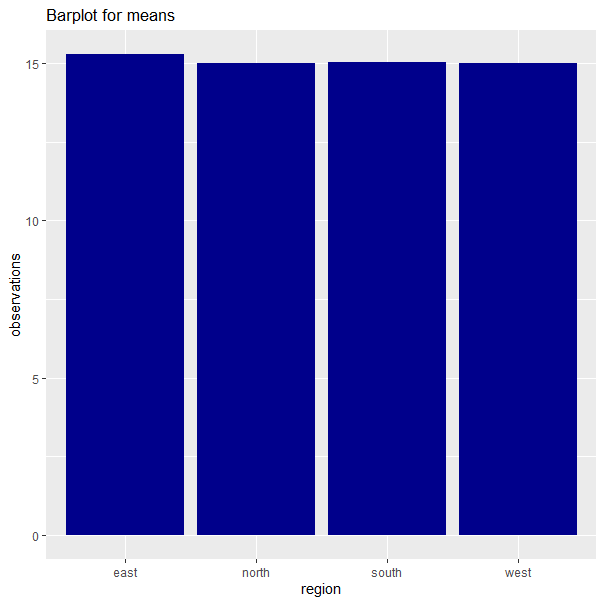 Barplot for means
15
10
5
0
observations
east north south west
region